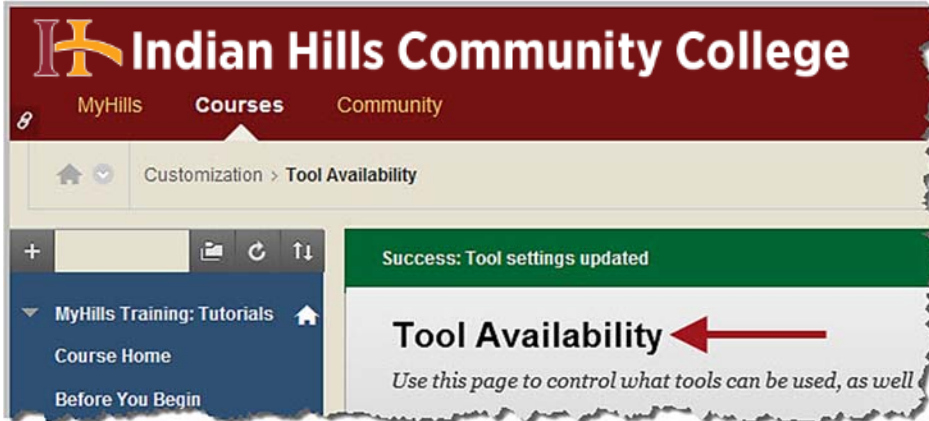 Indian Hills Community College
MyHills Courses Community
Customization > Tool Availability
Success: Tool settings updated
MyHills Training: Tutorials
Course Home
Before You Begin
Tool Availability
Use this page to control what tools can be used, as well